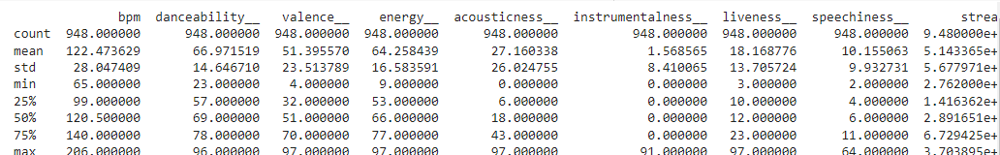 bpm danceability__ valence__ energy__ acousticness__ instrumentalness__ liveness__ speechiness__ strea
count 948.000000 948.000000 948.000000 948.000000 948.000000 948.000000 948.000000 948.000000 9.480000e+
mean 122.473629 66.971519 51.395570 64.258439 27.160338 1.568565 18.168776 10.155063 5.143365e+
std 28.047409 14.646710 23.513789 16.583591 26.024755 8.410065 13.705724 9.932731 5.677971e+
min 65.000000 23.000000 4.000000 9.000000 0.000000 0.000000 3.000000 2.000000 2.762000e+
25% 99.000000 57.000000 32.000000 53.000000 6.000000 0.000000 10.000000 4.000000 1.416362e+
50% 120.500000 69.000000 51.000000 66.000000 18.000000 0.000000 12.000000 6.000000 2.891651e+
75% 140.000000 78.000000 70.000000 77.000000 43.000000 0.000000 23.000000 11.000000 6.729425e+
max 206.000000 96.000000 97.000000 97.000000 97.000000 91.000000 97.000000 64.000000 3.703895e+